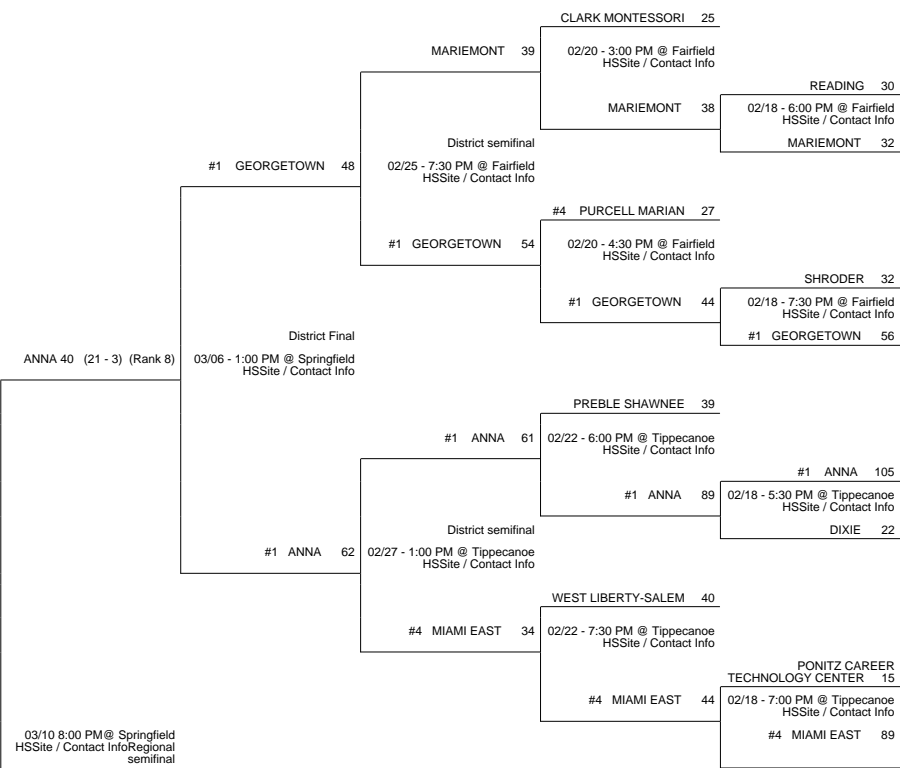 CLARK MONTESSORI 25
MARIEMONT 39
02/20 - 3:00 PM @ Fairfield
HSSite / Contact Info
READING 30
MARIEMONT 38
02/18 - 6:00 PM @ Fairfield
HSSite / Contact Info
District semifinal
MARIEMONT 32
#1 GEORGETOWN 48
02/25 - 7:30 PM @ Fairfield
HSSite / Contact Info
#4 PURCELL MARIAN 27
#1 GEORGETOWN 54
02/20 - 4:30 PM @ Fairfield
HSSite / Contact Info
SHRODER 32
#1 GEORGETOWN 44
02/18 - 7:30 PM @ Fairfield
HSSite / Contact Info
District Final
#1 GEORGETOWN 56
ANNA 40 (21 - 3) (Rank 8)
03/06 - 1:00 PM @ Springfield
HSSite / Contact Info
PREBLE SHAWNEE 39
#1 ANNA 61
02/22 - 6:00 PM @ Tippecanoe
HSSite / Contact Info
#1 ANNA 105
#1 ANNA 89
02/18 - 5:30 PM @ Tippecanoe
HSSite / Contact Info
District semifinal
DIXIE 22
#1 ANNA 62
02/27 - 1:00 PM @ Tippecanoe
HSSite / Contact Info
WEST LIBERTY-SALEM 40
#4 MIAMI EAST 34
02/22 - 7:30 PM @ Tippecanoe
HSSite / Contact Info
PONITZ CAREER
TECHNOLOGY CENTER 15
#4 MIAMI EAST 44
02/18 - 7:00 PM @ Tippecanoe
HSSite / Contact Info
#4 MIAMI EAST 89
03/10 8:00 PM@ Springfield
HSSite / Contact InfoRegional
semifinal